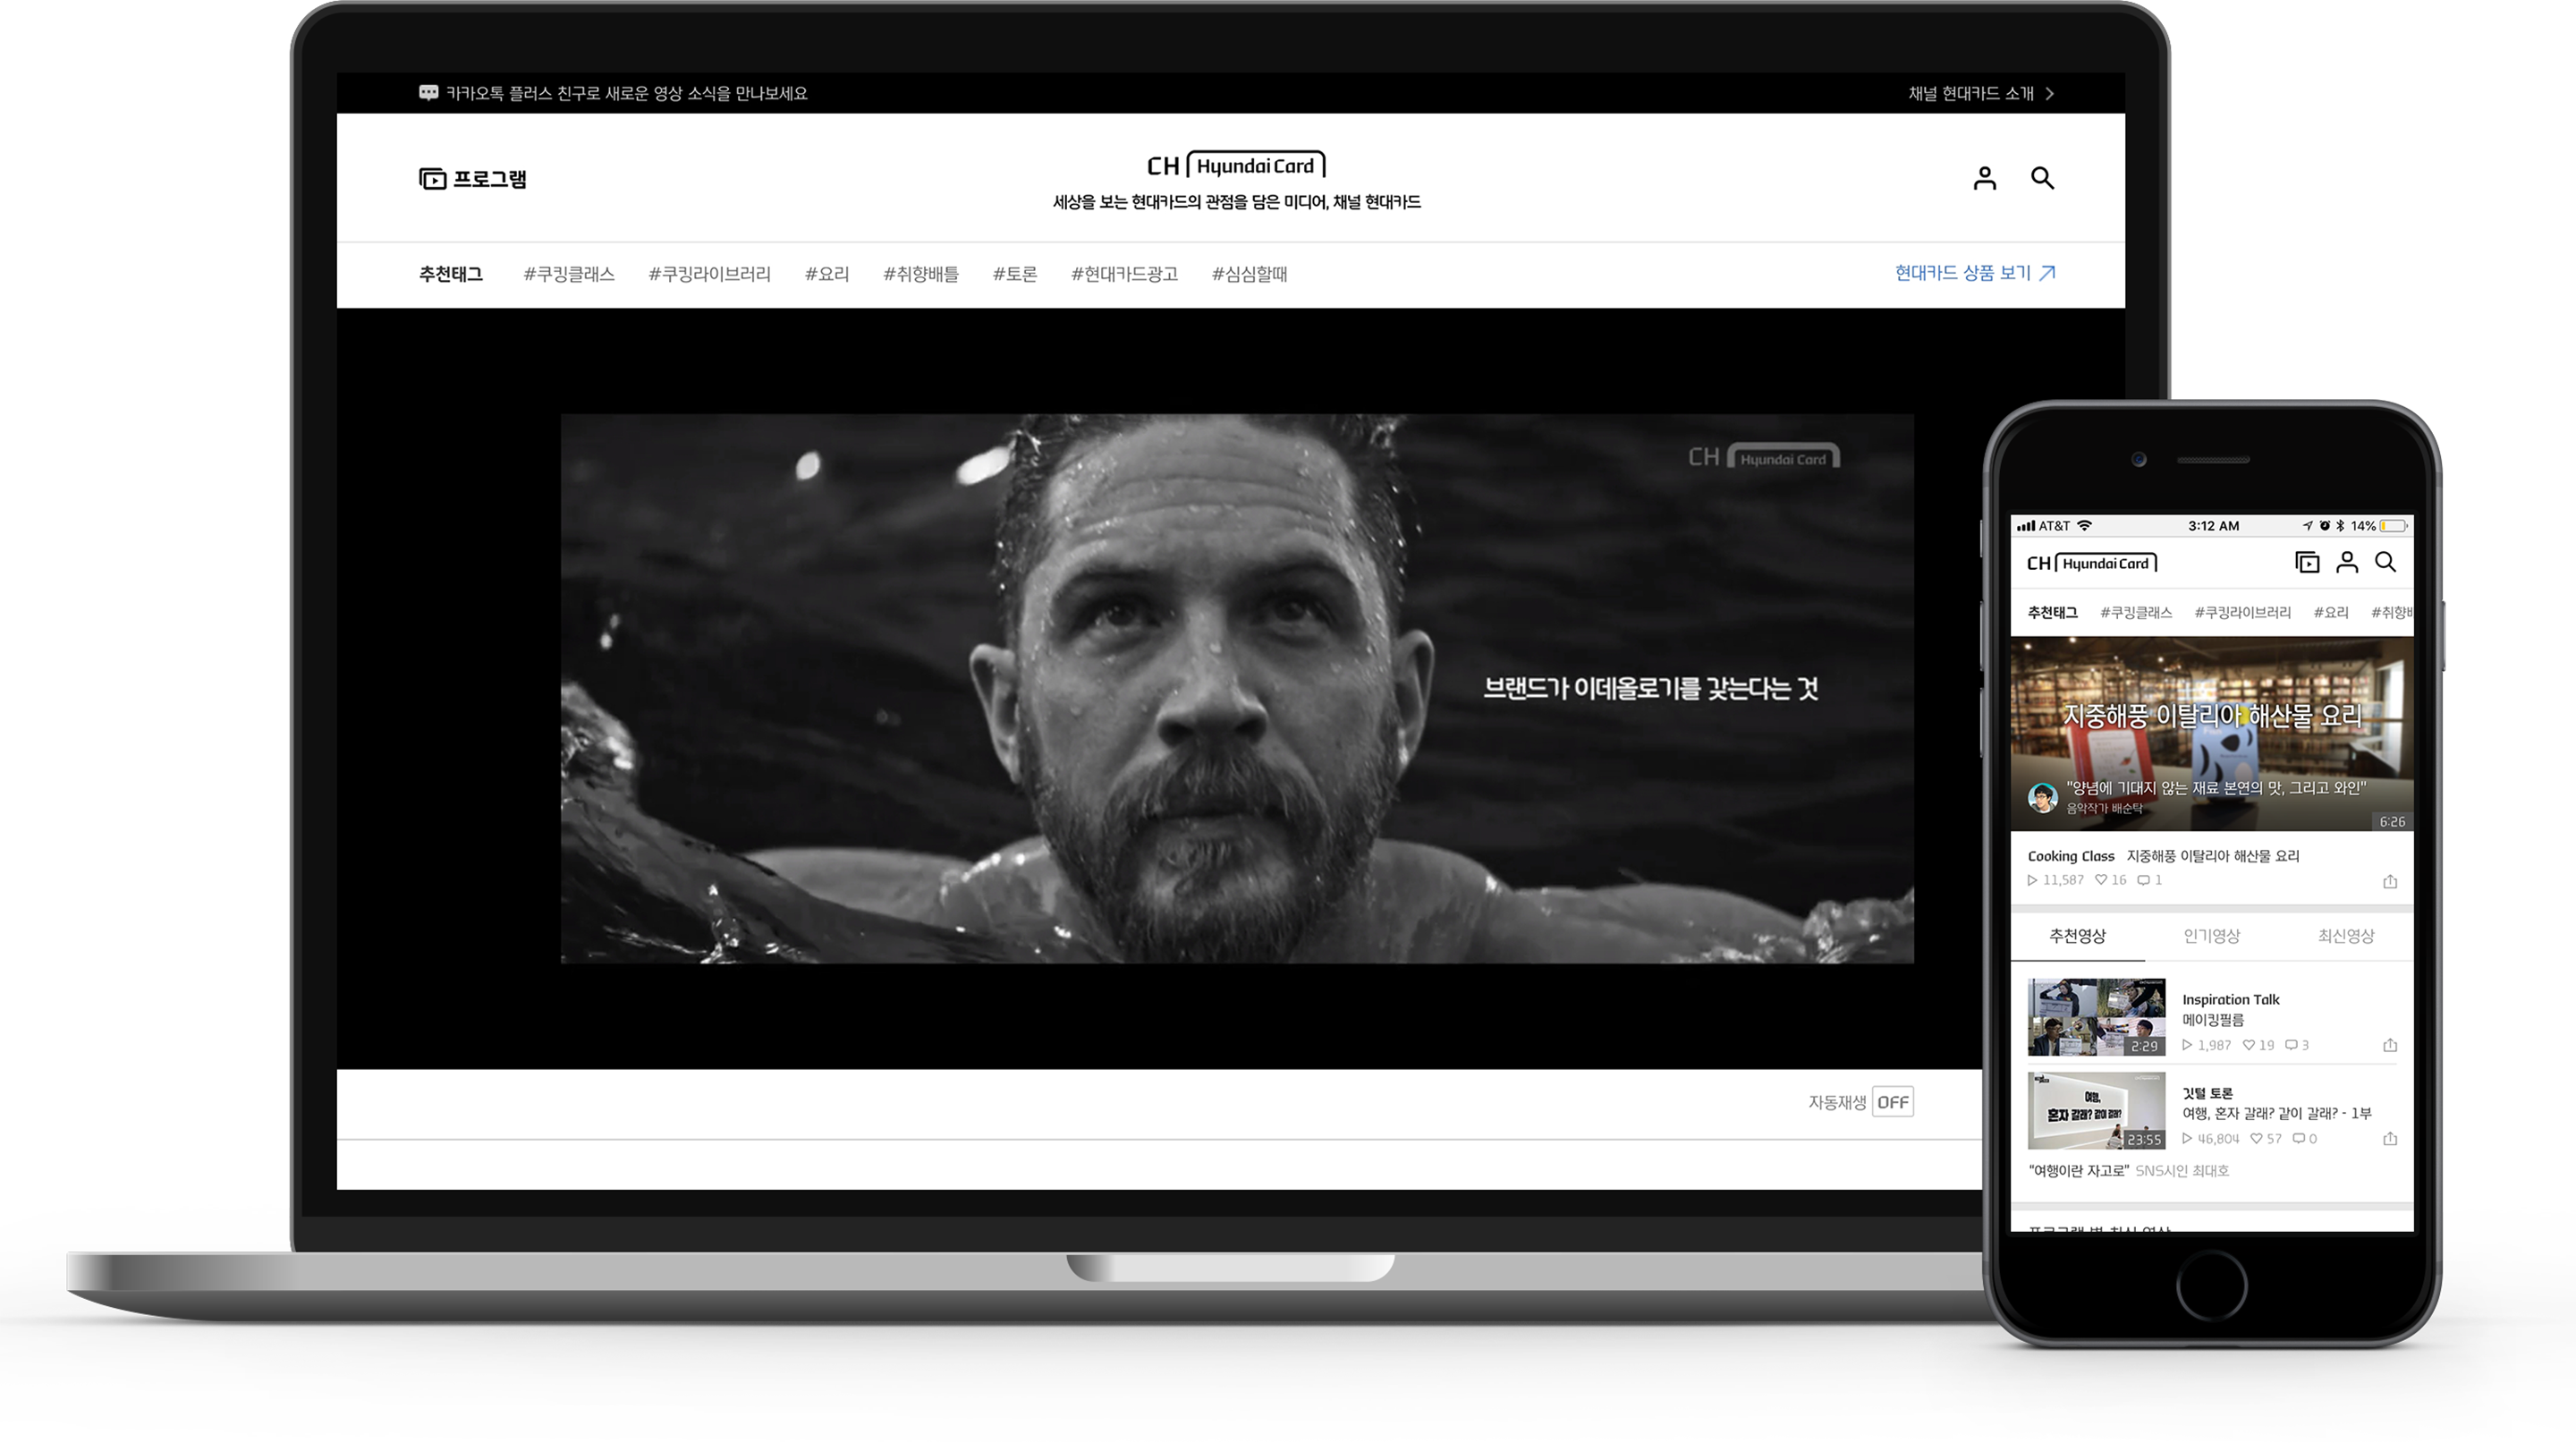 카카오톡 플러스 친구로 새로운 영상 소식을 만나보세요
채널 현대카드 소개
프로그램
CH Hyundai Card
세상을 보는 현대카드의 관점을 담은 미디어, 채널 현대카드
추천태그 #쿠킹클래스 #쿠킹라이브러리 #요리 #취향배틀 #토론 #현대카드광고 #심심할때
현대카드 상품 보기
CH Hyundai Card
브랜드가 이데올로기를 갖는다는 것
자동재생 OFF
AT&T 3:12 AM 14%
CH Hyundai Card
추천태그 #쿠킹클래스 #쿠킹라이브러리 #요리 #취향
지중해풍 이탈리아 해산물 요리
"양념에 기대지 않는 재료 본연의 맛, 그리고 와인"
음악작가 배순탁
6:26
Cooking Class 지중해풍 이탈리아 해산물 요리
11,587 16 1
추천영상 인기영상 최신영상
Inspiration Talk
메이킹필름
2:29
1,987 19 3
여행,
혼자 갈래? 같이 갈래?
23:55
깃털 토론
여행, 혼자 갈래? 같이 갈래? - 1부
46,804 57 0
"여행이란 자고로" SNS시인 최대호